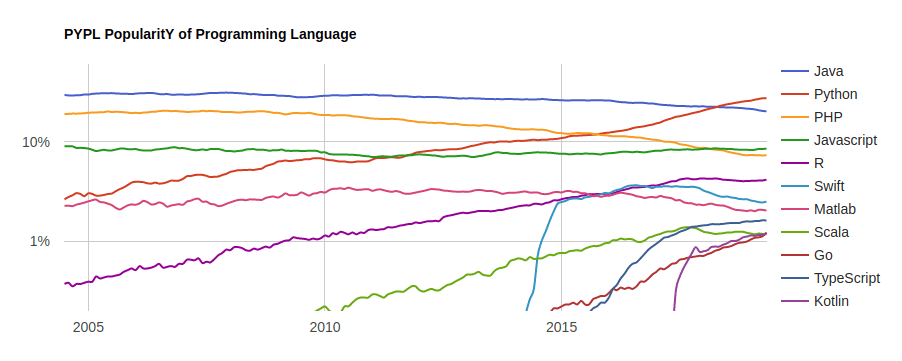 PYPL PopularitY of Programming Language
Java
Python
PHP
10%
Javascript
R
Swift
Matlab
Scala
1%
Go
TypeScript
Kotlin
2005
2010
2015